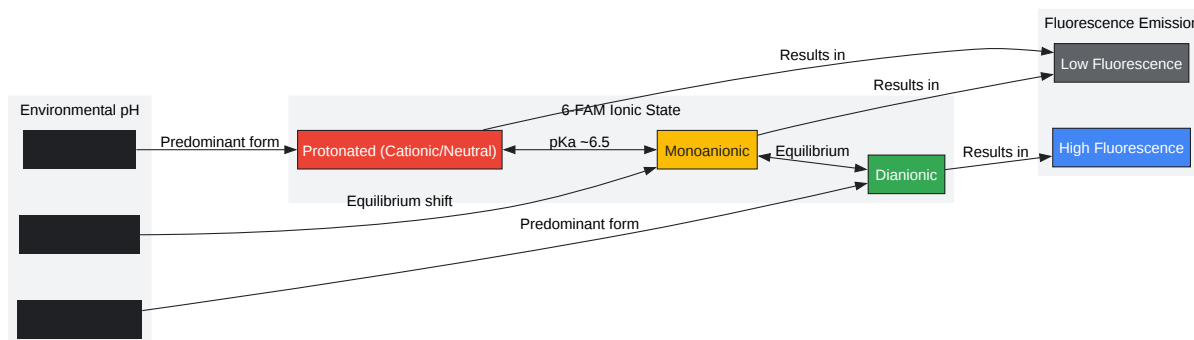 Fluorescence Emission
Results in
Low Fluorescence
Results in
Environmental pH
6-FAM Ionic State
Predominant form
Protonated (Cationic/Neutral)
pKa ~6.5
Monoanionic
Equilibrium
High Fluorescence
Results in
Dianionic
Equilibrium shift
Predominant form